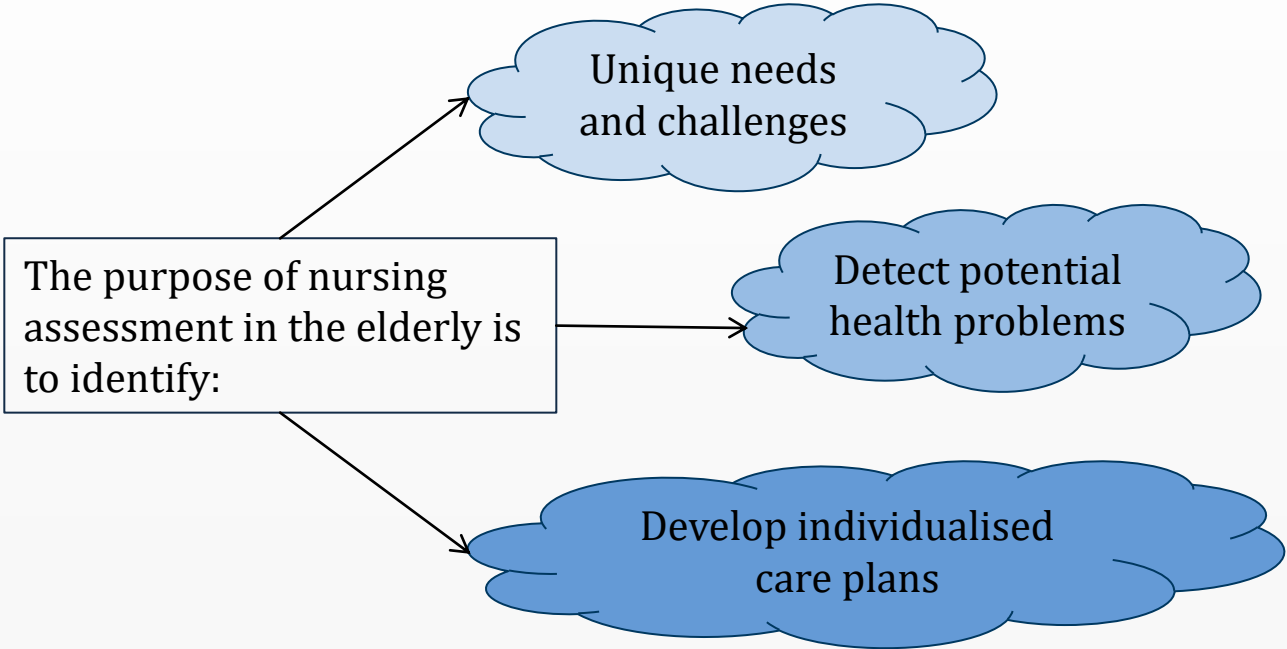 Unique needs
and challenges
The purpose of nursing
assessment in the elderly is
to identify:
Detect potential
health problems
Develop individualised
care plans